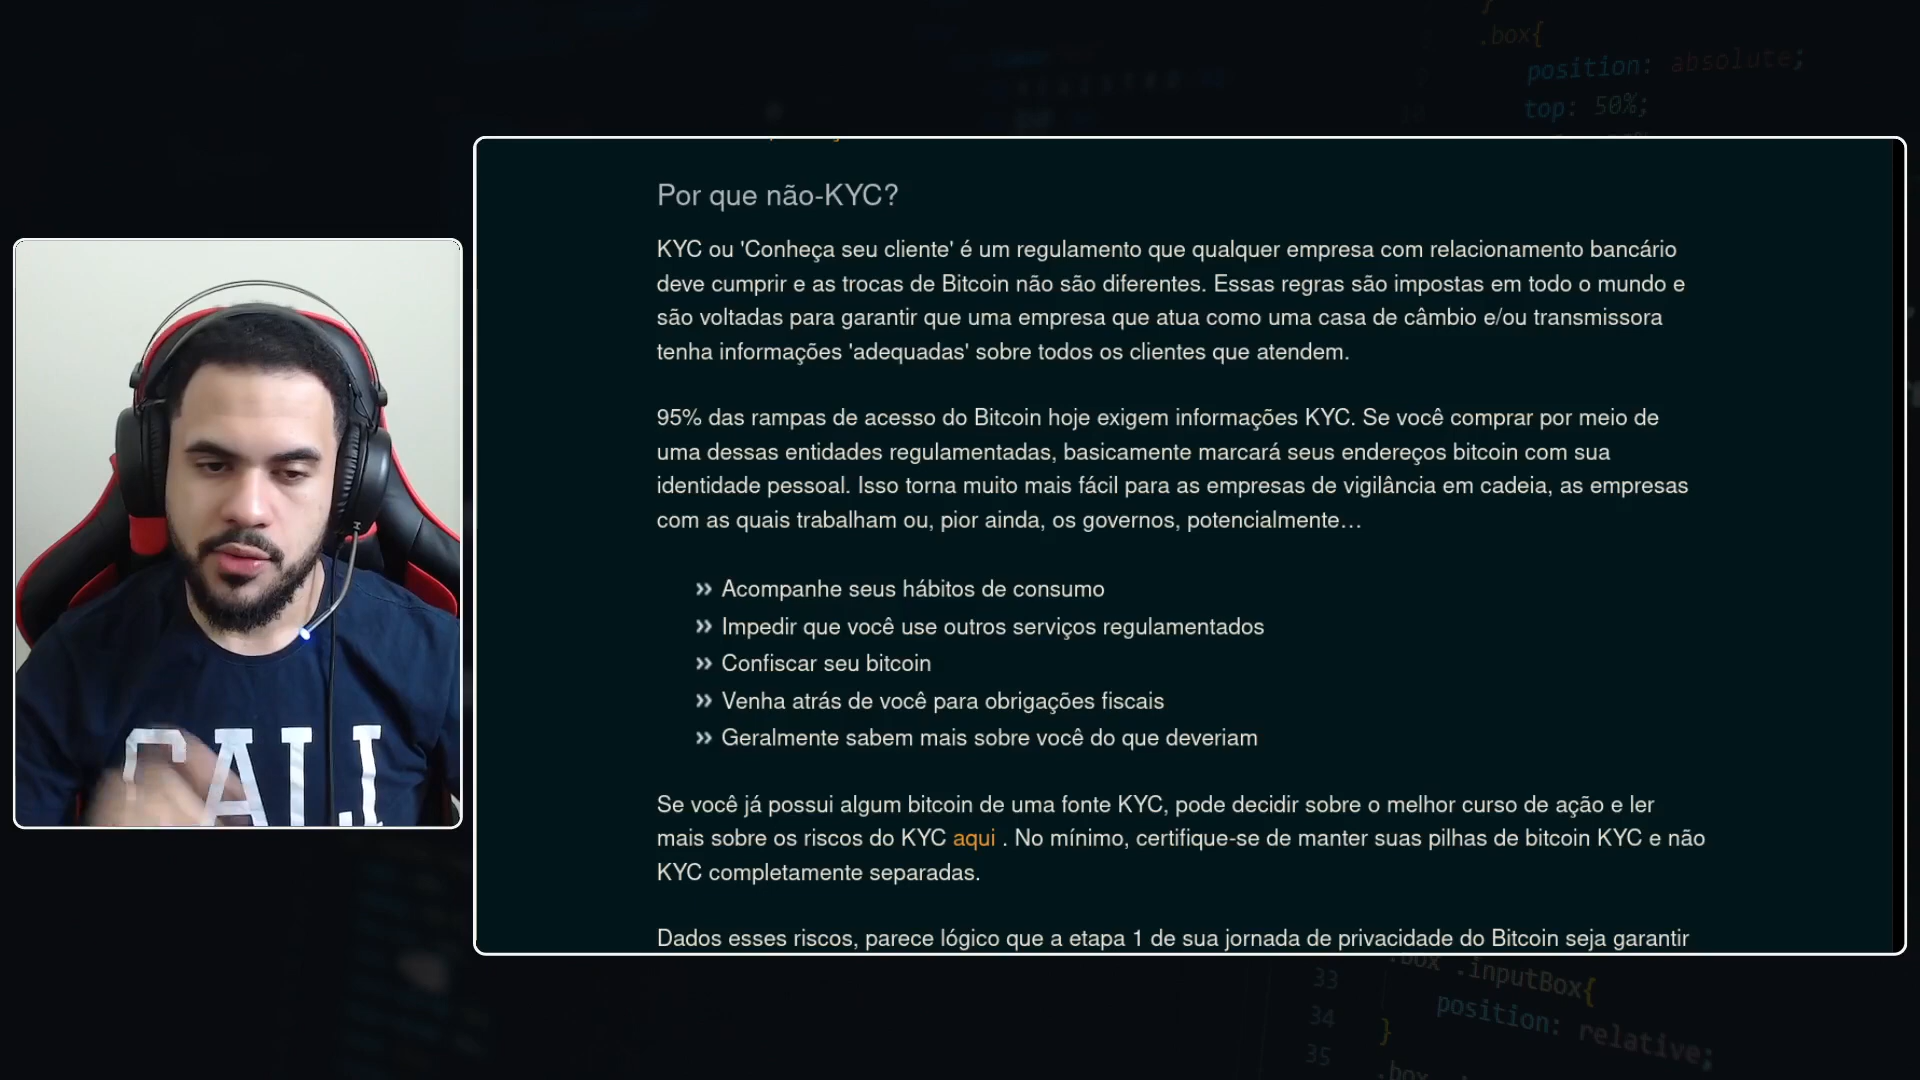 }
.box{
position: absolute;
top: 50%;
Por que não-KYC?
KYC ou 'Conheça seu cliente' é um regulamento que qualquer empresa com relacionamento bancário
deve cumprir e as trocas de Bitcoin não são diferentes. Essas regras são impostas em todo o mundo e
são voltadas para garantir que uma empresa que atua como uma casa de câmbio e/ou transmissora
tenha informações 'adequadas' sobre todos os clientes que atendem.
95% das rampas de acesso do Bitcoin hoje exigem informações KYC. Se você comprar por meio de
uma dessas entidades regulamentadas, basicamente marcará seus endereços bitcoin com sua
identidade pessoal. Isso torna muito mais fácil para as empresas de vigilância em cadeia, as empresas
com as quais trabalham ou, pior ainda, os governos, potencialmente…
›› Acompanhe seus hábitos de consumo
›› Impedir que você use outros serviços regulamentados
›› Confiscar seu bitcoin
›› Venha atrás de você para obrigações fiscais
›› Geralmente sabem mais sobre você do que deveriam
Se você já possui algum bitcoin de uma fonte KYC, pode decidir sobre o melhor curso de ação e ler
mais sobre os riscos do KYC aqui . No mínimo, certifique-se de manter suas pilhas de bitcoin KYC e não
KYC completamente separadas.
Dados esses riscos, parece lógico que a etapa 1 de sua jornada de privacidade do Bitcoin seja garantir
CALI
.box .inputBox{
33
position: relative;
34 }
35 .box